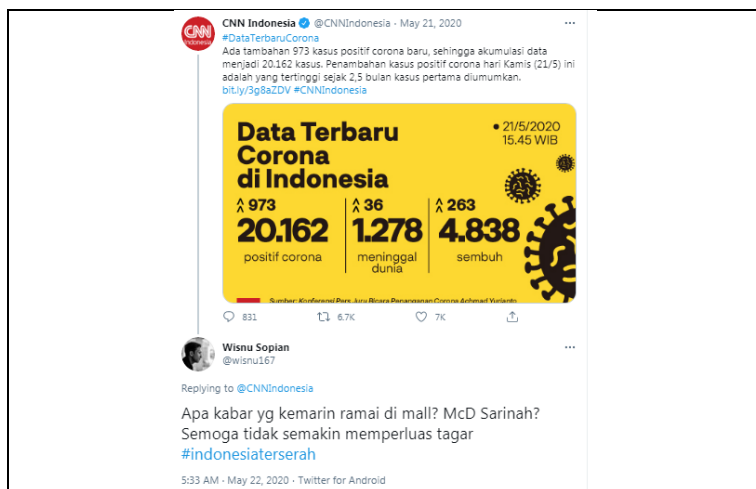 CNN Indonesia @CNNIndonesia · May 21, 2020
CNN
Indonesia
#DataTerbaruCorona
Ada tambahan 973 kasus positif corona baru, sehingga akumulasi data
menjadi 20.162 kasus. Penambahan kasus positif corona hari Kamis (21/5) ini
adalah yang tertinggi sejak 2,5 bulan kasus pertama diumumkan.
bit.ly/3g8aZDV #CNNIndonesia
Data Terbaru
Corona
di Indonesia
• 21/5/2020
15.45 WIB
973
20.162
positif corona
36
1.278
meninggal
dunia
263
4.838
sembuh
Sumber: Konferensi Pers Juru Bicara Penanganan Corona Achmad Yurianto
831 6.7K 7K
Wisnu Sopian
@wisnu167
Replying to @CNNIndonesia
Apa kabar yg kemarin ramai di mall? McD Sarinah?
Semoga tidak semakin memperluas tagar
#indonesiaterserah
5:33 AM · May 22, 2020 · Twitter for Android